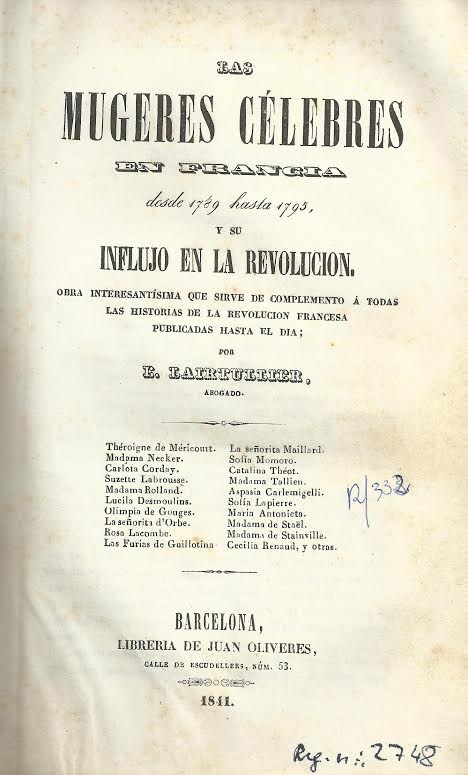 LAS
MUGERES CÉLEBRES
EN FRANCIA
desde 1789 hasta 1795,
Y SU
INFLUJO EN LA REVOLUCION.
OBRA INTERESANTÍSIMA QUE SIRVE DE COMPLEMENTO Á TODAS
LAS HISTORIAS DE LA REVOLUCION FRANCESA
PUBLICADAS HASTA EL DIA;
POR
E. LAIRTULLIER,
ABOGADO.
Théroigne de Méricourt. La señorita Maillard.
Madama Necker. Sofía Momoro.
Carlota Corday. Catalina Théot.
Suzette Labrousse. Madama Tallien.
Madama Rolland. Aspasia Carlemigelli.
Lucila Desmoulins. Sofía Lapierre.
Olimpia de Gouges. Maria Antonieta.
La señorita d'Orbe. Madama de Staël.
Rosa Lacombe. Madama de Stainville.
Las Furias de Guillotina Cecilia Renaud, y otras.
R/332
BARCELONA,
LIBRERIA DE JUAN OLIVERES,
CALLE DE ESCUDELLERS, NÚM. 53.
1841.
Reg. n.: 2748